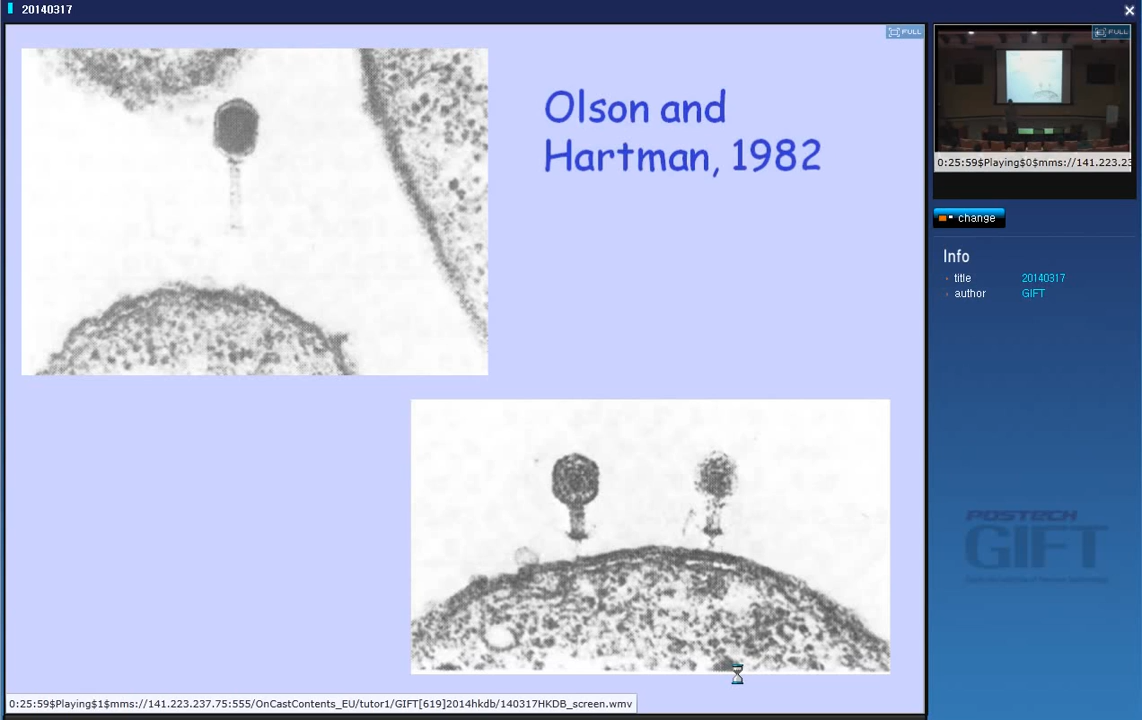 20140317
FULL
Olson and
Hartman, 1982
FULL
0:25:59$Playing$0$mms://141.223.23
change
Info
title 20140317
author GIFT
POSTECH
GIFT
0:25:59$Playing$1$mms://141.223.237.75:555/OnCastContents_EU/tutor1/GIFT[619]2014hkdb/140317HKDB_screen.wmv